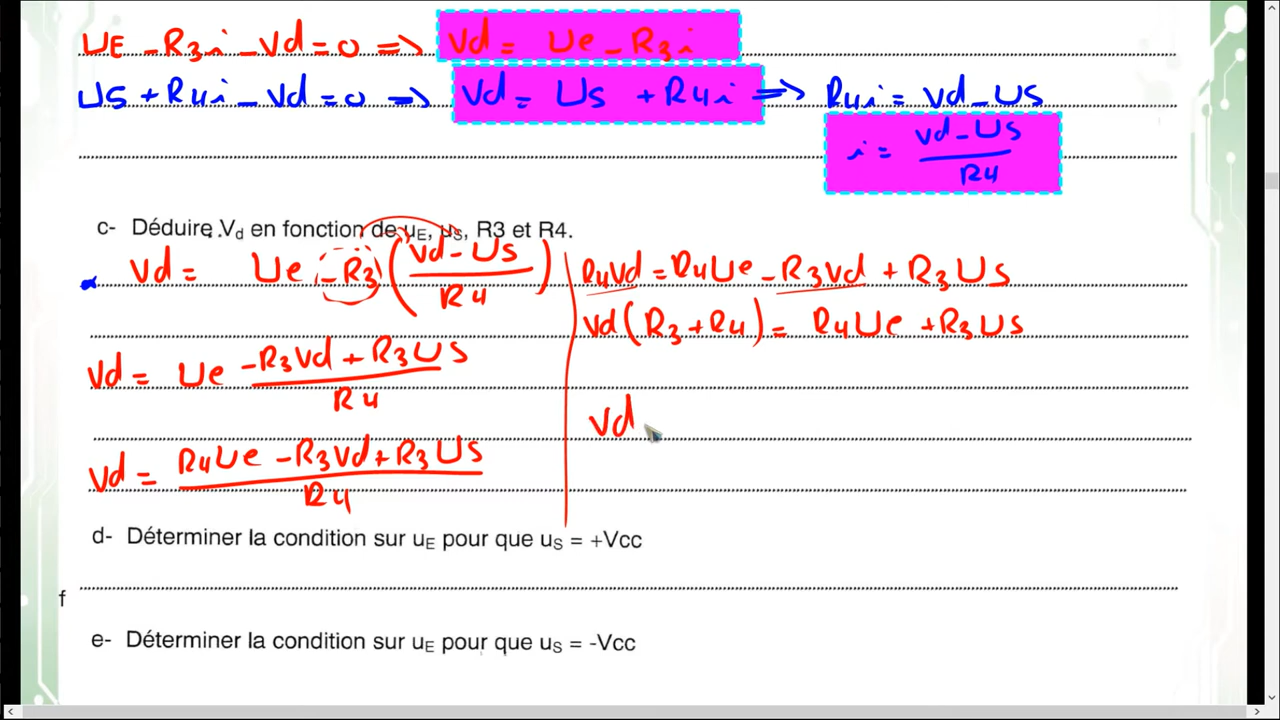 UE - R3i - Vd = 0 => Vd = Ue - R3i
US + R4i - Vd = 0 => Vd = Us + R4i => R4i = Vd - US
i = (Vd - US) / R4
c- Déduire Vd en fonction de uE, uS, R3 et R4.
Vd = Ue - R3 ( (Vd - Us) / R4 )
Vd = Ue (-R3Vd + R3US) / R4
Vd = (R4Ue - R3Vd + R3US) / R4
R4Vd = R4Ue - R3Vd + R3US
Vd(R3 + R4) = R4Ue + R3US
Vd
d- Déterminer la condition sur uE pour que uS = +Vcc
f
e- Déterminer la condition sur uE pour que uS = -Vcc